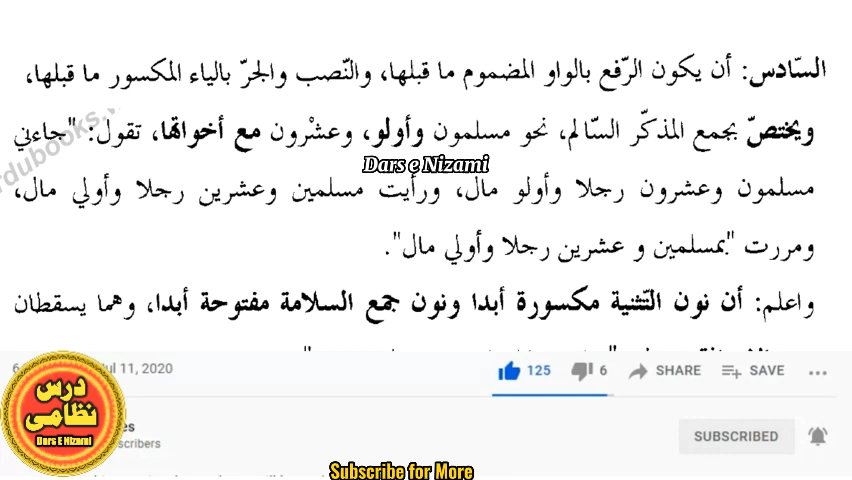 السّادس: أن يكون الرّفع بالواو المضموم ما قبلها، والنّصب والجرّ بالياء المكسور ما قبلها،
ويختصّ بجمع المذكّر السّالم، نحو مسلمون وأولو، وعشْرون مع أخواتها، تقول: "جاءني
Dars e Nizami
مسلمون وعشرون رجلا وأولو مال، ورأيت مسلمين وعشرين رجلا وأولي مال،
ومررت "بمسلمين و عشرين رجلا وأولي مال".
واعلم: أن نون التّثنية مكسورة أبدا ونون جمع السلامة مفتوحة أبدا، وهما يسقطان
Jul 11, 2020
125
6
SHARE
SAVE
درس
نظامی
Dars E Nizami
SUBSCRIBED
Subscribe for More